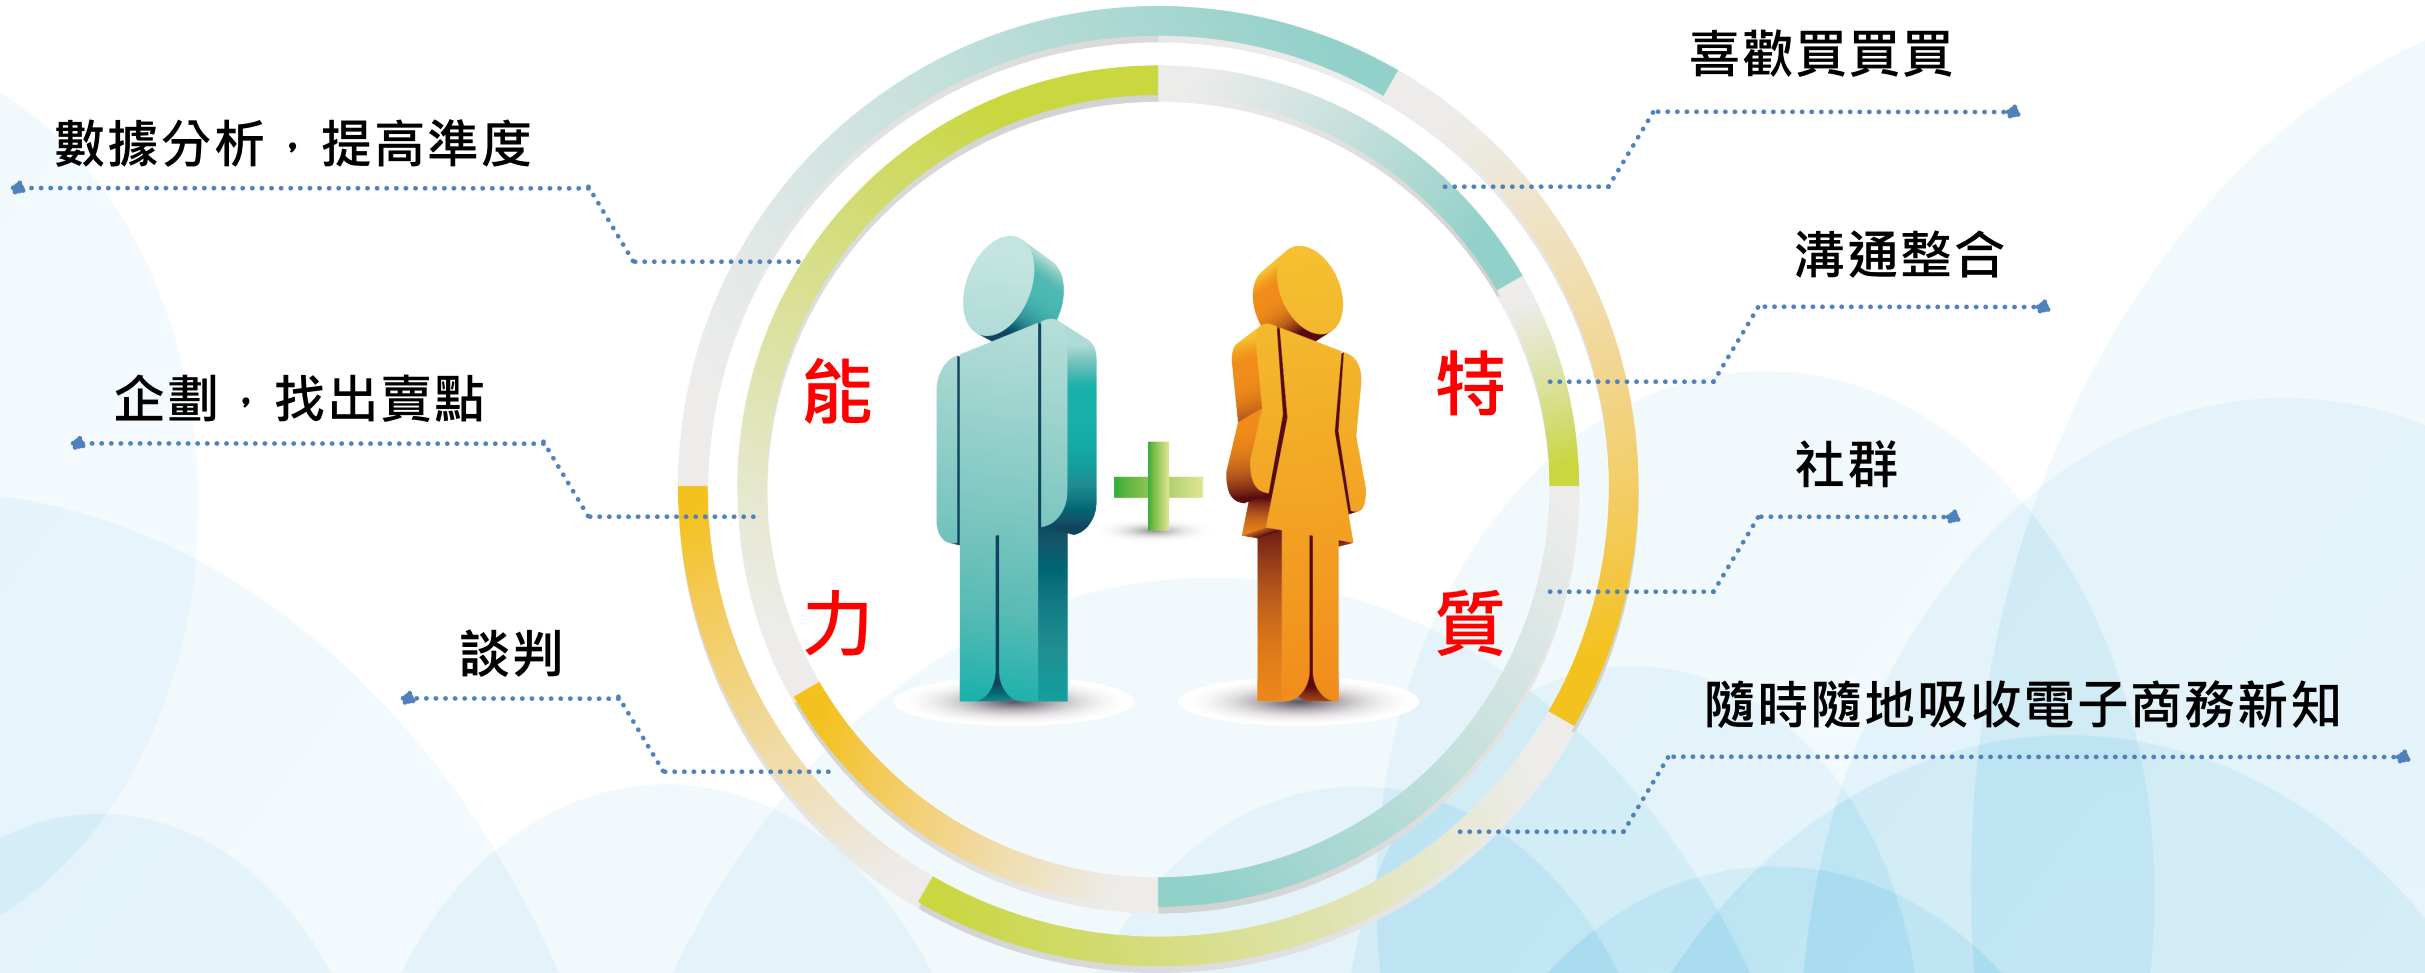 數據分析，提高準度
企劃，找出賣點
談判
能
力
特
質
喜歡買買買
溝通整合
社群
隨時隨地吸收電子商務新知